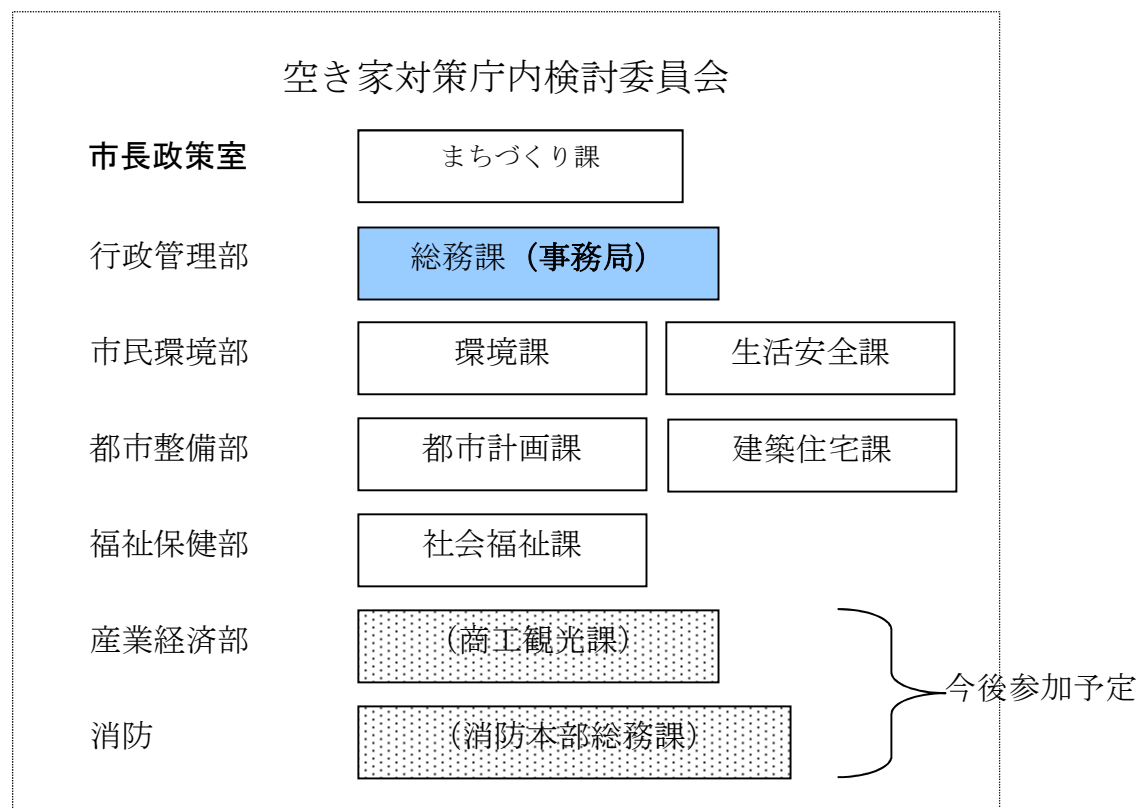 空き家対策庁内検討委員会
市長政策室 まちづくり課
行政管理部 総務課（事務局）
市民環境部 環境課 生活安全課
都市整備部 都市計画課 建築住宅課
福祉保健部 社会福祉課
産業経済部 （商工観光課）
今後参加予定
消防 （消防本部総務課）